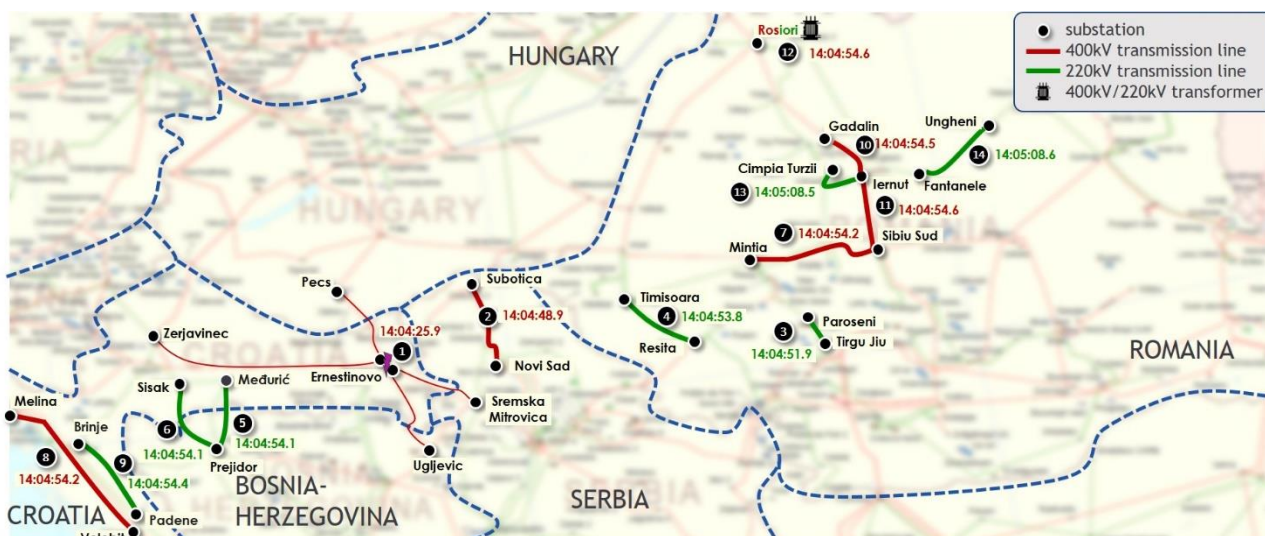 HUNGARY
Rosiori
12
14:04:54.6
substation
400kV transmission line
220kV transmission line
400kV/220kV transformer
Gadalin
10
14:04:54.5
Ungheni
14
14:05:08.6
Cimpia Turzii
13
14:05:08.5
Iernut
Fantanele
11
14:04:54.6
HUNGARY
7
14:04:54.2
Mintia
Sibiu Sud
Pecs
Subotica
Timisoara
Paroseni
2
14:04:48.9
4
14:04:53.8
3
14:04:51.9
Tirgu Jiu
Resita
ROMANIA
Zerjavinec
14:04:25.9
1
Ernestinovo
Novi Sad
Sisak
Međurić
Sremska
Mitrovica
Melina
Brinje
6
14:04:54.1
5
14:04:54.1
Prejidor
Ugljevic
8
14:04:54.2
9
14:04:54.4
BOSNIA-
HERZEGOVINA
SERBIA
CROATIA
Padene